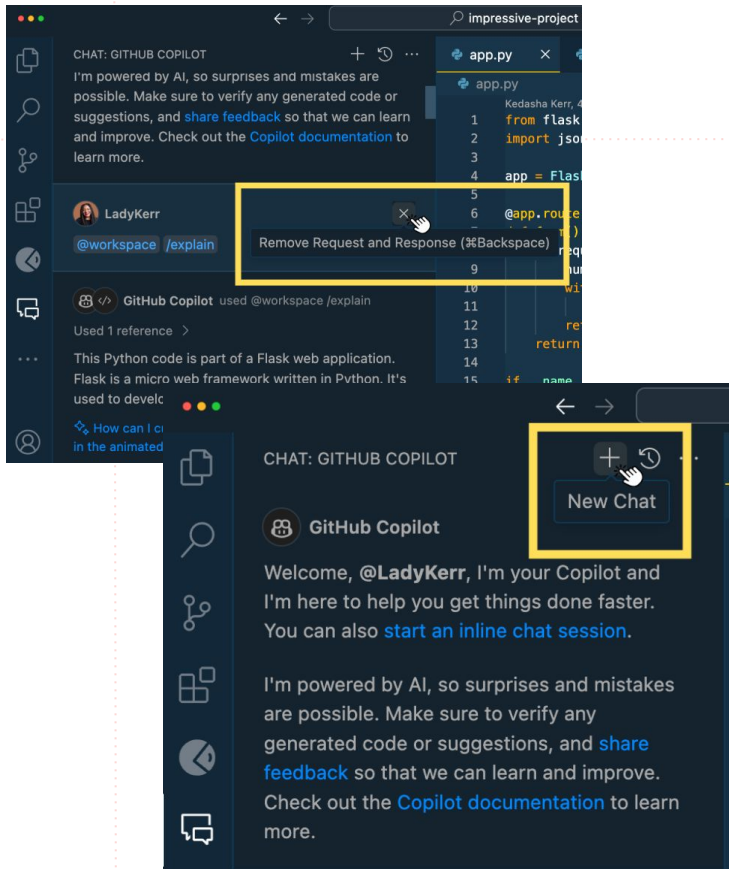 impressive-project
CHAT: GITHUB COPILOT
I'm powered by AI, so surprises and mistakes are
possible. Make sure to verify any generated code or
suggestions, and share feedback so that we can learn
and improve. Check out the Copilot documentation to
learn more.
LadyKerr
@workspace /explain
Remove Request and Response (⌘Backspace)
GitHub Copilot used @workspace /explain
Used 1 reference >
This Python code is part of a Flask web application.
Flask is a micro web framework written in Python. It's
used to develo
How can I
in the animated
app.py
app.py
Kedasha Kerr, 4
1 from flask
2 import
3
4 app = Flas
5
6 @app.route
9
10
11
12
13 return
14
15 if
CHAT: GITHUB COPILOT
New Chat
GitHub Copilot
Welcome, @LadyKerr, I'm your Copilot and
I'm here to help you get things done faster.
You can also start an inline chat session.
I'm powered by AI, so surprises and mistakes
are possible. Make sure to verify any
generated code or suggestions, and share
feedback so that we can learn and improve.
Check out the Copilot documentation to learn
more.